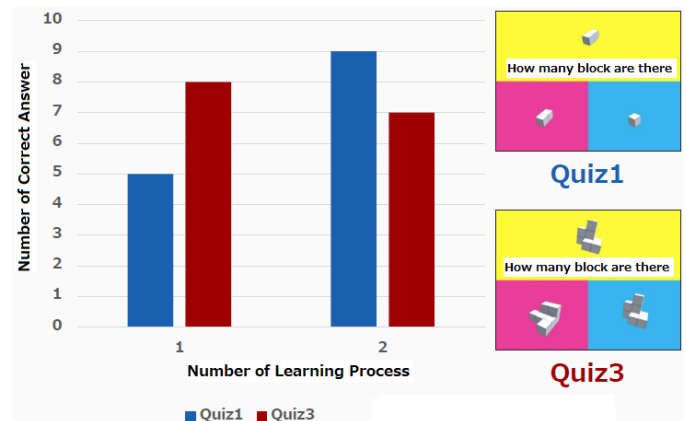 10
9
8
7
6
5
4
3
2
1
0
Number of Correct Answer
1
2
Number of Learning Process
Quiz1
Quiz3
How many block are there
Quiz1
How many block are there
Quiz3